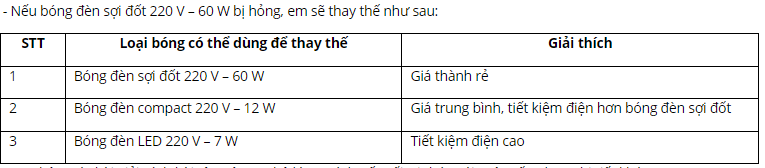 - Nếu bóng đèn sợi đốt 220 V – 60 W bị hỏng, em sẽ thay thế như sau:
STT Loại bóng có thể dùng để thay thế Giải thích
1 Bóng đèn sợi đốt 220 V – 60 W Giá thành rẻ
2 Bóng đèn compact 220 V – 12 W Giá trung bình, tiết kiệm điện hơn bóng đèn sợi đốt
3 Bóng đèn LED 220 V – 7 W Tiết kiệm điện cao